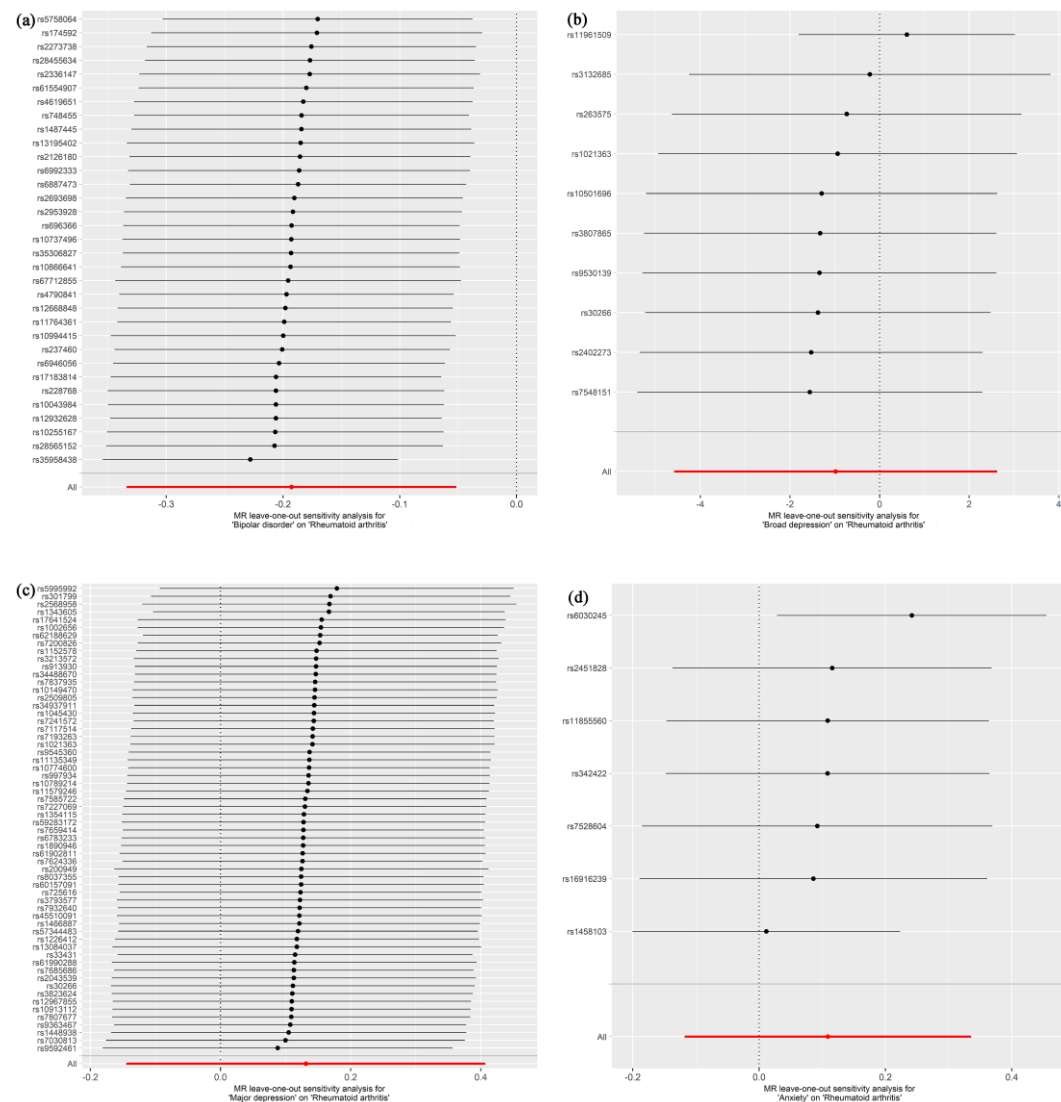 (a)
rs5758064
rs174592
rs2273738
rs28455634
rs2336147
rs61554907
rs4619651
rs748455
rs1487445
rs13195402
rs2126180
rs6992333
rs6887473
rs2693698
rs2953928
rs696366
rs10737496
rs35306827
rs10866641
rs67712855
rs4790841
rs12668848
rs11764361
rs10994415
rs237460
rs6946056
rs17183814
rs228768
rs10043984
rs12932628
rs10255167
rs28565152
rs35958438
All
-0.3 -0.2 -0.1 0.0
MR leave-one-out sensitivity analysis for
'Bipolar disorder' on 'Rheumatoid arthritis'
(b)
rs11961509
rs3132685
rs263575
rs1021363
rs10501696
rs3807865
rs9530139
rs30266
rs2402273
rs7548151
All
-4 -2 0 2 4
MR leave-one-out sensitivity analysis for
'Broad depression' on 'Rheumatoid arthritis'
(c)
rs5995992
rs301799
rs2568958
rs1343605
rs17641524
rs1002656
rs62188629
rs7200826
rs1152578
rs3213572
rs913930
rs34488670
rs7837935
rs10149470
rs2509805
rs34937911
rs1045430
rs7241572
rs7117514
rs7193263
rs1021363
rs9545360
rs11135349
rs10774600
rs997934
rs10789214
rs11579246
rs7585722
rs7227069
rs1354115
rs59283172
rs7659414
rs6783233
rs1890946
rs61902811
rs7624336
rs200949
rs8037355
rs60157091
rs725616
rs3793577
rs7932640
rs45510091
rs1466887
rs57344483
rs1226412
rs13084037
rs33431
rs61990288
rs7685686
rs2043539
rs30266
rs3823624
rs12967855
rs10913112
rs7807677
rs9363467
rs1448938
rs7030813
rs9592461
All
-0.2 0.0 0.2 0.4
MR leave-one-out sensitivity analysis for
'Major depression' on 'Rheumatoid arthritis'
(d)
rs6030245
rs2451828
rs11855560
rs342422
rs7528604
rs16916239
rs1458103
All
-0.2 0.0 0.2 0.4
MR leave-one-out sensitivity analysis for
'Anxiety' on 'Rheumatoid arthritis'